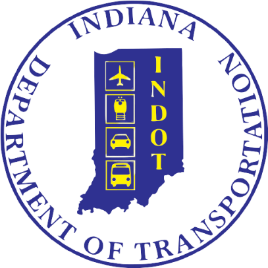 INDIANA
DEPARTMENT OF TRANSPORTATION
INDOT